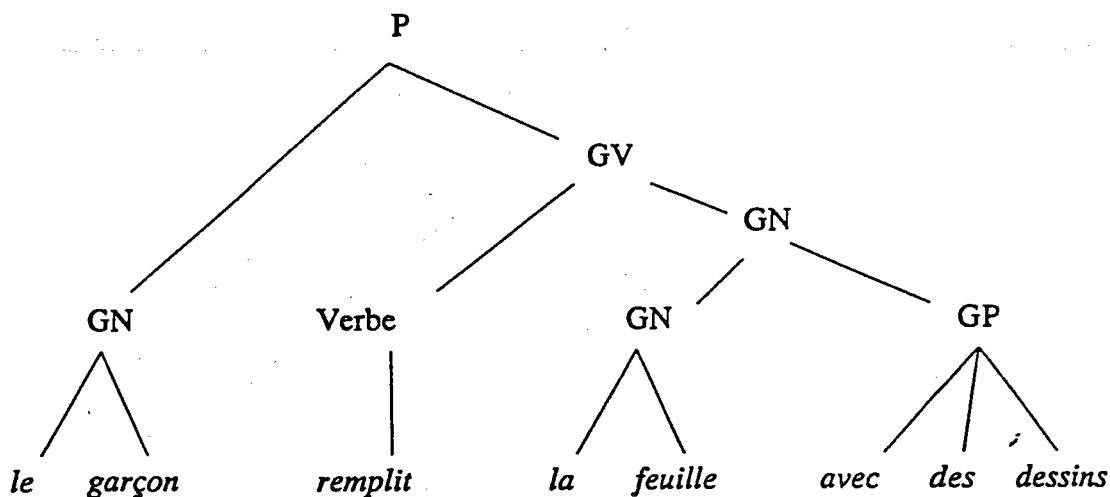 P
GV
GN
GN Verbe GN GP
le garçon remplit la feuille avec des dessins